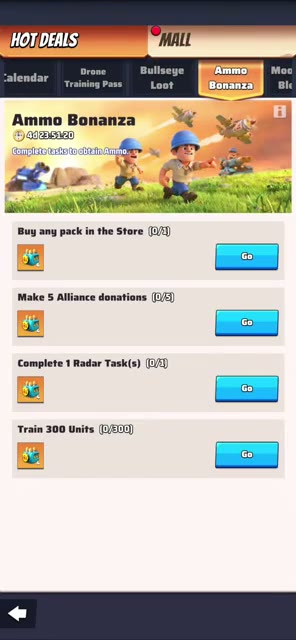 HOT DEALS
MALL
Calendar
Drone
Training Pass
Bullseye
Loot
Ammo
Bonanza
Ammo Bonanza
4d 23:51:20
Complete tasks to obtain Ammo.
Buy any pack in the Store (0/1)
Go
Make 5 Alliance donations (0/5)
Go
Complete 1 Radar Task(s) (0/1)
Go
Train 300 Units (0/300)
Go